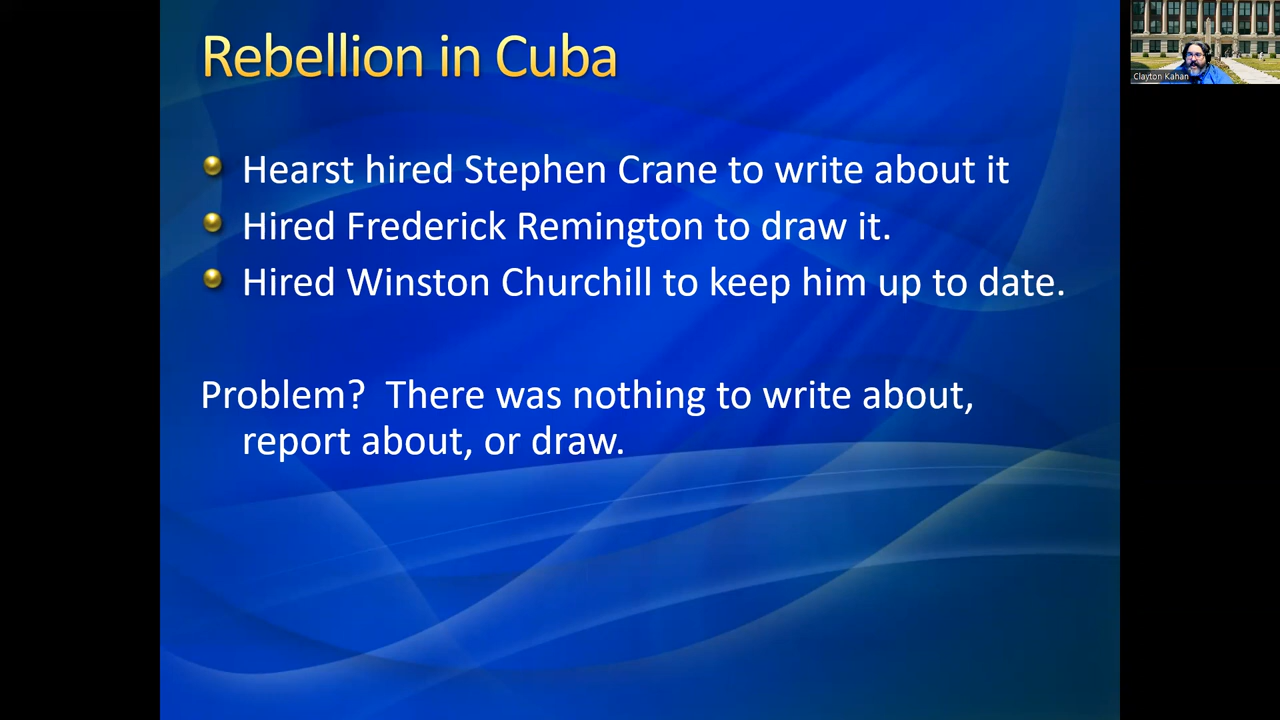 Rebellion in Cuba
Hearst hired Stephen Crane to write about it
Hired Frederick Remington to draw it.
Hired Winston Churchill to keep him up to date.
Problem?  There was nothing to write about,
report about, or draw.
Clayton Kahan